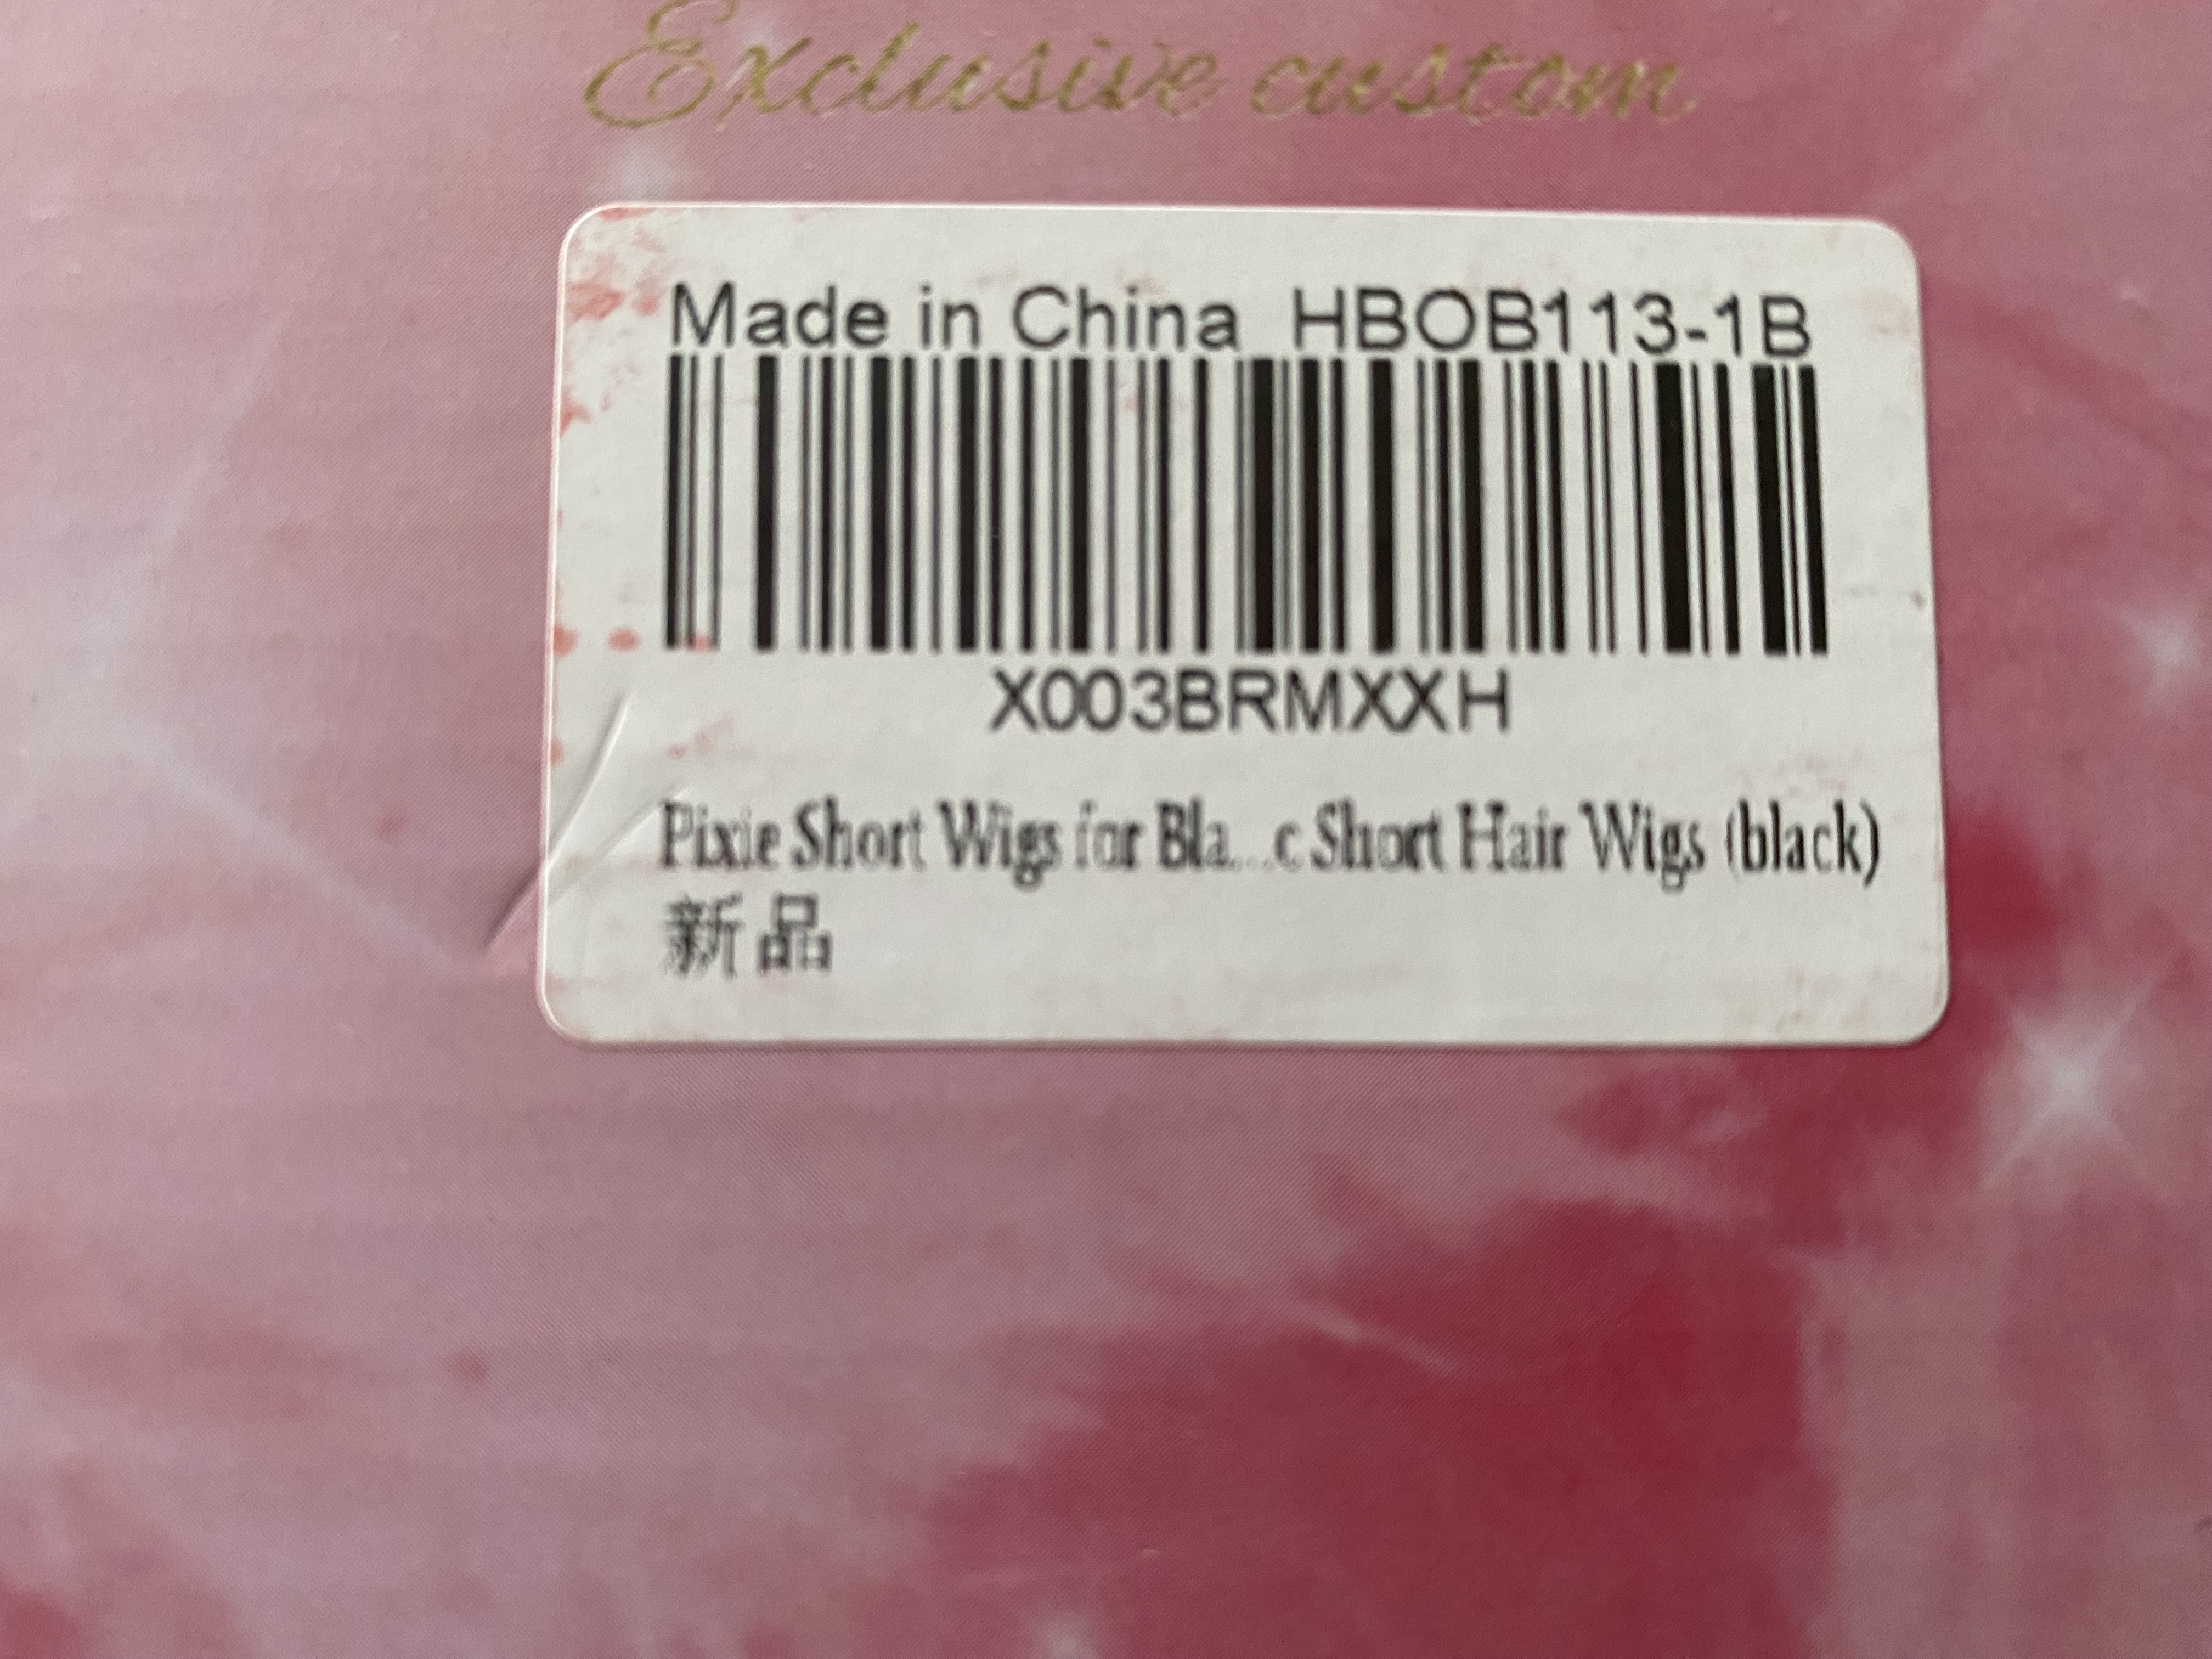 Exclusive custom
Made in China HBOB113-1B
X003BRMXXH
Pixie Short Wigs for Bla...c Short Hair Wigs (black)
新品